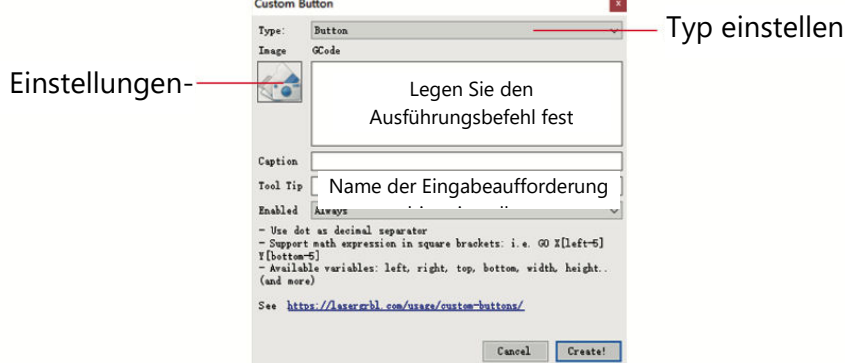 Custom Button
x
Type: Button
Typ einstellen
Image GCode
Einstellungen-
Legen Sie den
Ausführungsbefehl fest
Caption
Tool Tip
Name der Eingabeaufforderung
Enabled Always
- Use dot as decimal separator
- Support math expression in square brackets: i.e. GO X[left-5]
Y[bottom-5]
- Available variables: left, right, top, bottom, width, height..
(and more)
See https://lasergrbl.com/usage/custom-buttons/
Cancel Create!